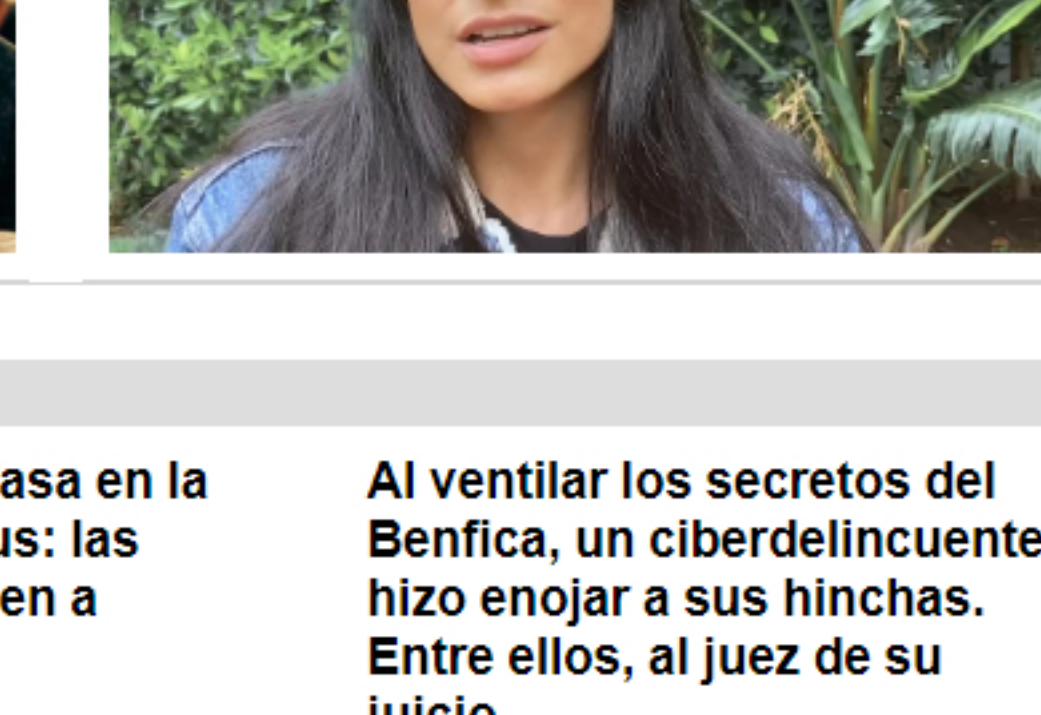 asa en la
us: las
en a
Al ventilar los secretos del
Benfica, un ciberdelincuente
hizo enojar a sus hinchas.
Entre ellos, al juez de su
juicio